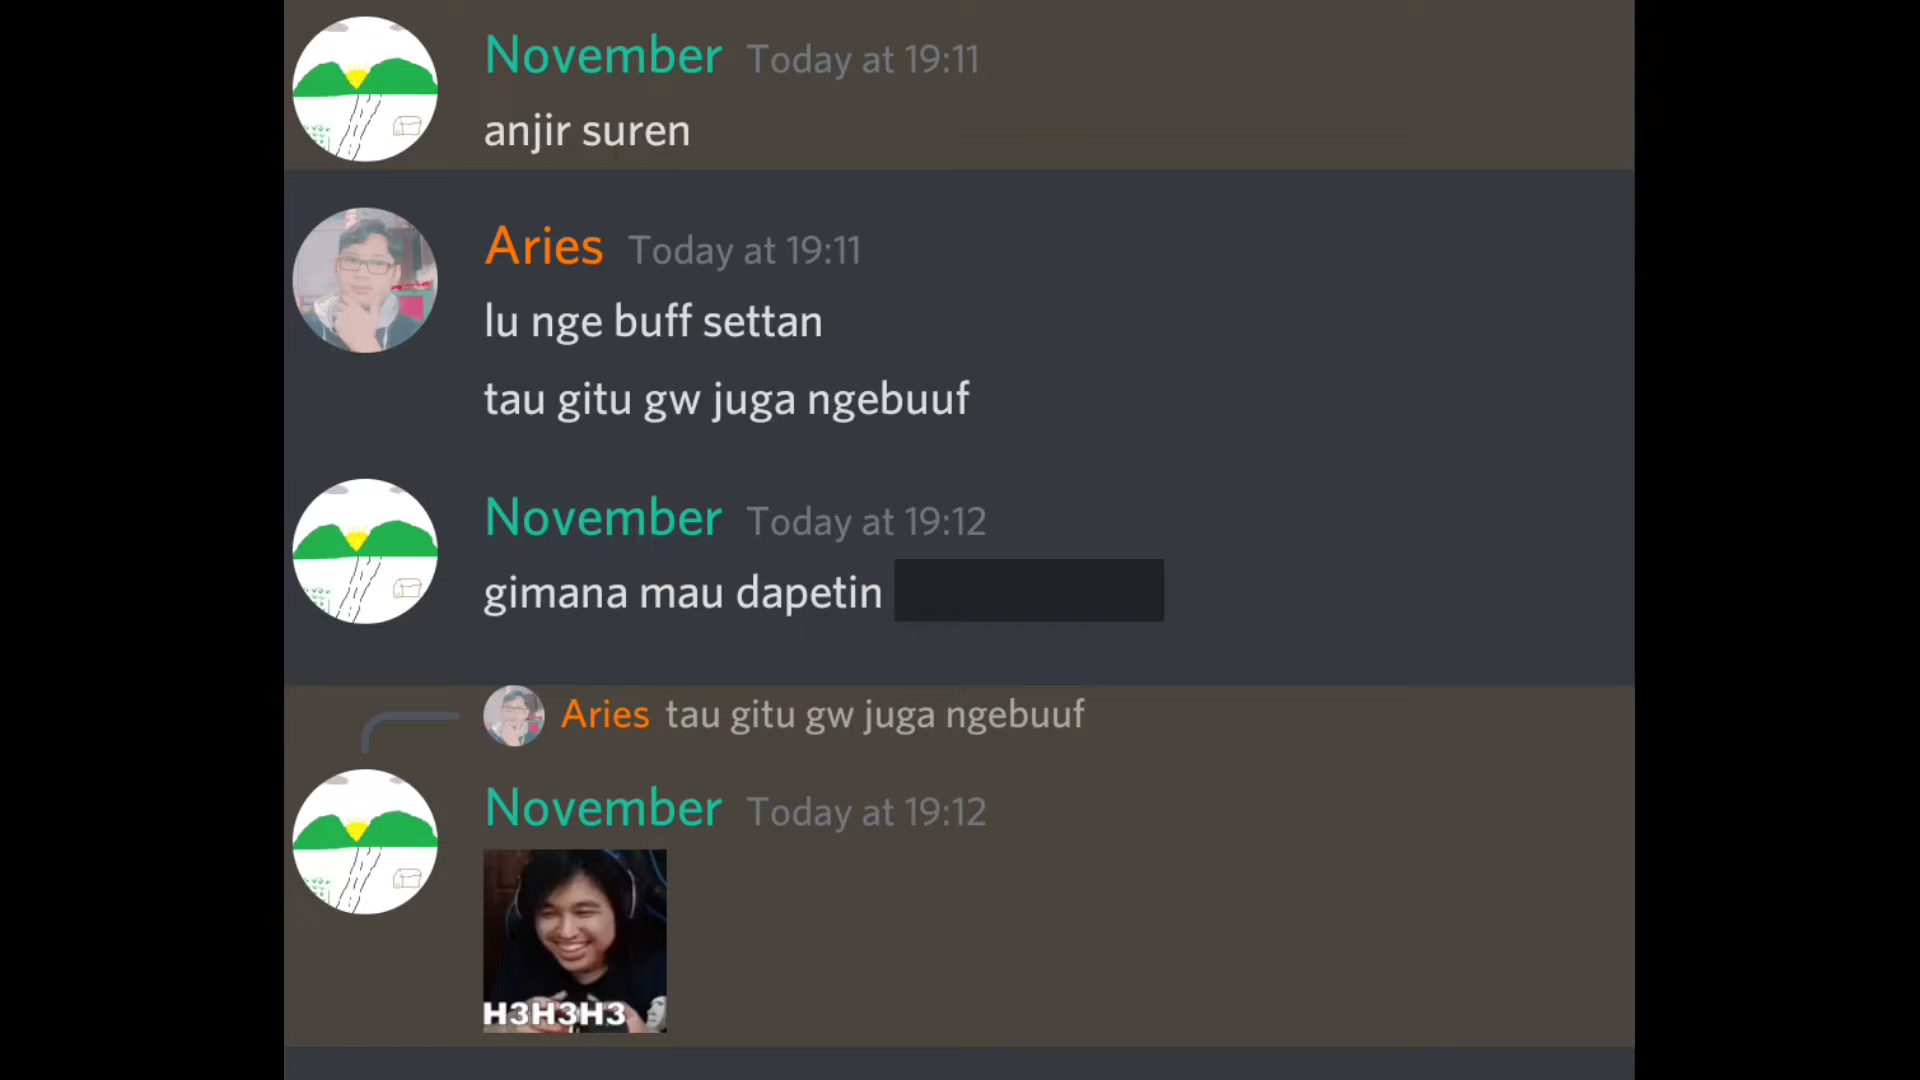 November Today at 19:11
anjir suren
Aries Today at 19:11
lu nge buff settan
tau gitu gw juga ngebuuf
November Today at 19:12
gimana mau dapetin
Aries tau gitu gw juga ngebuuf
November Today at 19:12
H3H3H3